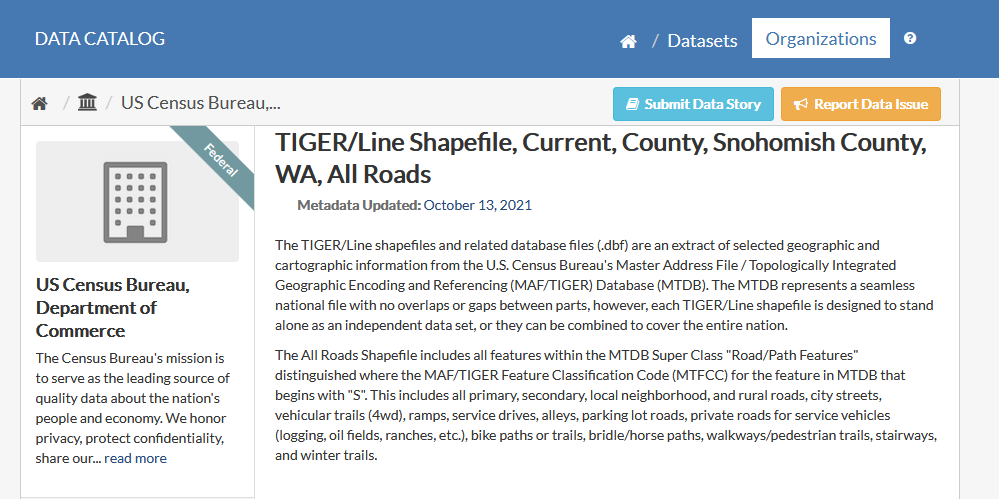 DATA CATALOG
/ Datasets
Organizations
/ / US Census Bureau,...
Submit Data Story
Report Data Issue
Federal
US Census Bureau,
Department of
Commerce
The Census Bureau's mission is
to serve as the leading source of
quality data about the nation's
people and economy. We honor
privacy, protect confidentiality,
share our... read more
TIGER/Line Shapefile, Current, County, Snohomish County,
WA, All Roads
Metadata Updated: October 13, 2021
The TIGER/Line shapefiles and related database files (.dbf) are an extract of selected geographic and
cartographic information from the U.S. Census Bureau's Master Address File / Topologically Integrated
Geographic Encoding and Referencing (MAF/TIGER) Database (MTDB). The MTDB represents a seamless
national file with no overlaps or gaps between parts, however, each TIGER/Line shapefile is designed to stand
alone as an independent data set, or they can be combined to cover the entire nation.
The All Roads Shapefile includes all features within the MTDB Super Class "Road/Path Features"
distinguished where the MAF/TIGER Feature Classification Code (MTFCC) for the feature in MTDB that
begins with "S". This includes all primary, secondary, local neighborhood, and rural roads, city streets,
vehicular trails (4wd), ramps, service drives, alleys, parking lot roads, private roads for service vehicles
(logging, oil fields, ranches, etc.), bike paths or trails, bridle/horse paths, walkways/pedestrian trails, stairways,
and winter trails.